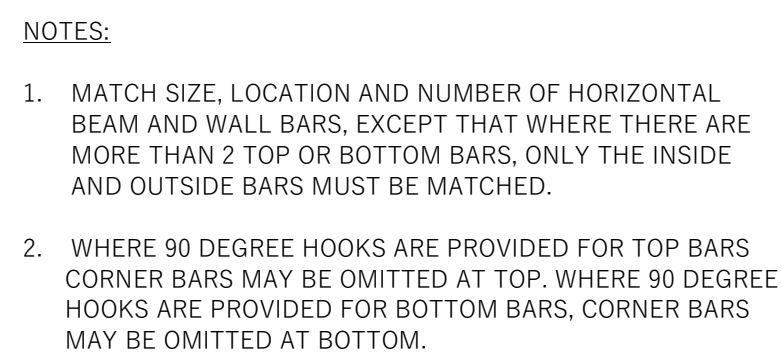 NOTES:
1. MATCH SIZE, LOCATION AND NUMBER OF HORIZONTAL
BEAM AND WALL BARS, EXCEPT THAT WHERE THERE ARE
MORE THAN 2 TOP OR BOTTOM BARS, ONLY THE INSIDE
AND OUTSIDE BARS MUST BE MATCHED.
2. WHERE 90 DEGREE HOOKS ARE PROVIDED FOR TOP BARS
CORNER BARS MAY BE OMITTED AT TOP. WHERE 90 DEGREE
HOOKS ARE PROVIDED FOR BOTTOM BARS, CORNER BARS
MAY BE OMITTED AT BOTTOM.